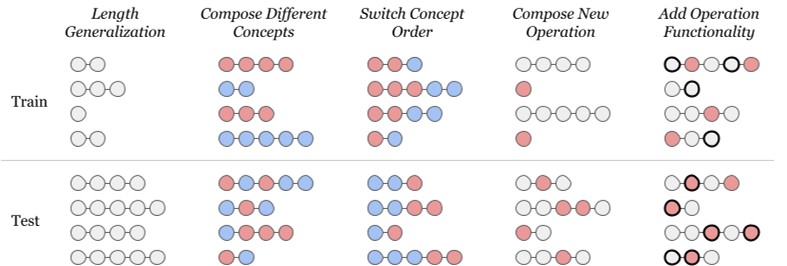 Length
Generalization
Compose Different
Concepts
Switch Concept
Order
Compose New
Operation
Add Operation
Functionality
Train
Test